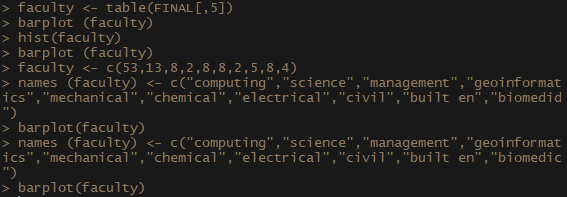 > faculty <- table(FINAL[,5])
> barplot (faculty)
> hist(faculty)
> barplot (faculty)
> faculty <- c(53,13,8,2,8,8,2,5,8,4)
> names (faculty) <- c("computing","science","management","geoinformat
ics","mechanical","chemical","electrical","civil","built en","biomedid
")
> barplot(faculty)
> names (faculty) <- c("computing","science","management","geoinformat
ics","mechanical","chemical","electrical","civil","built en","biomedic
")
> barplot(faculty)